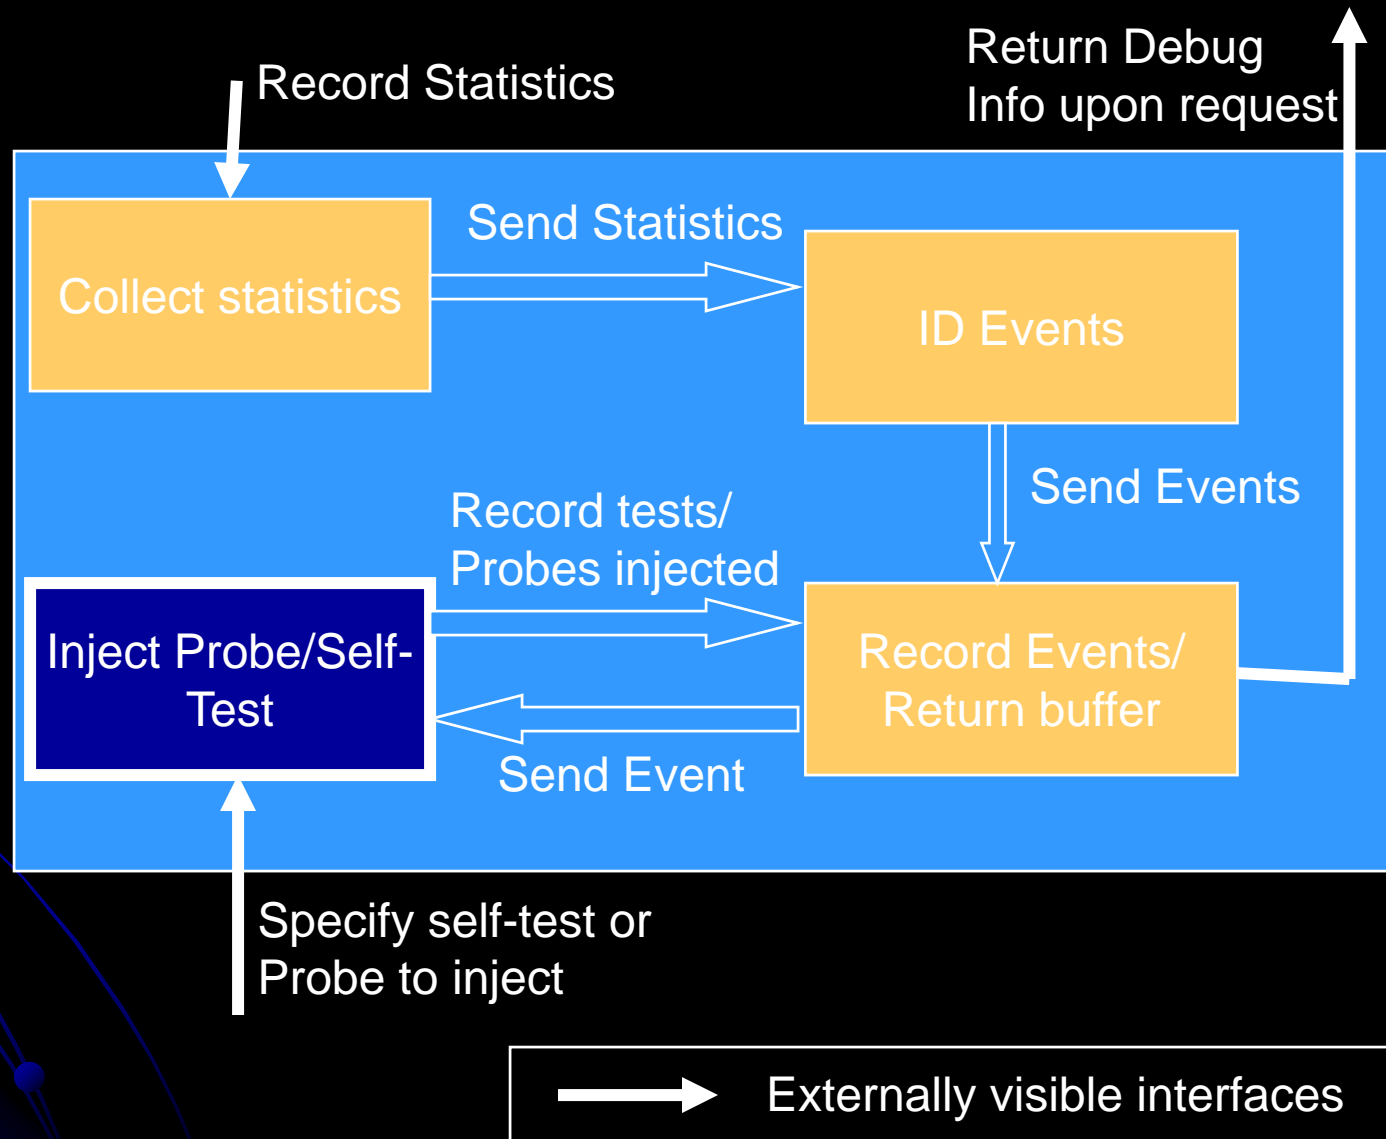 Return Debug
Info upon request
Record Statistics
Send Statistics
Collect statistics
ID Events
Send Events
Record tests/
Probes injected
Inject Probe/Self-
Test
Record Events/
Return buffer
Send Event
Specify self-test or
Probe to inject
Externally visible interfaces